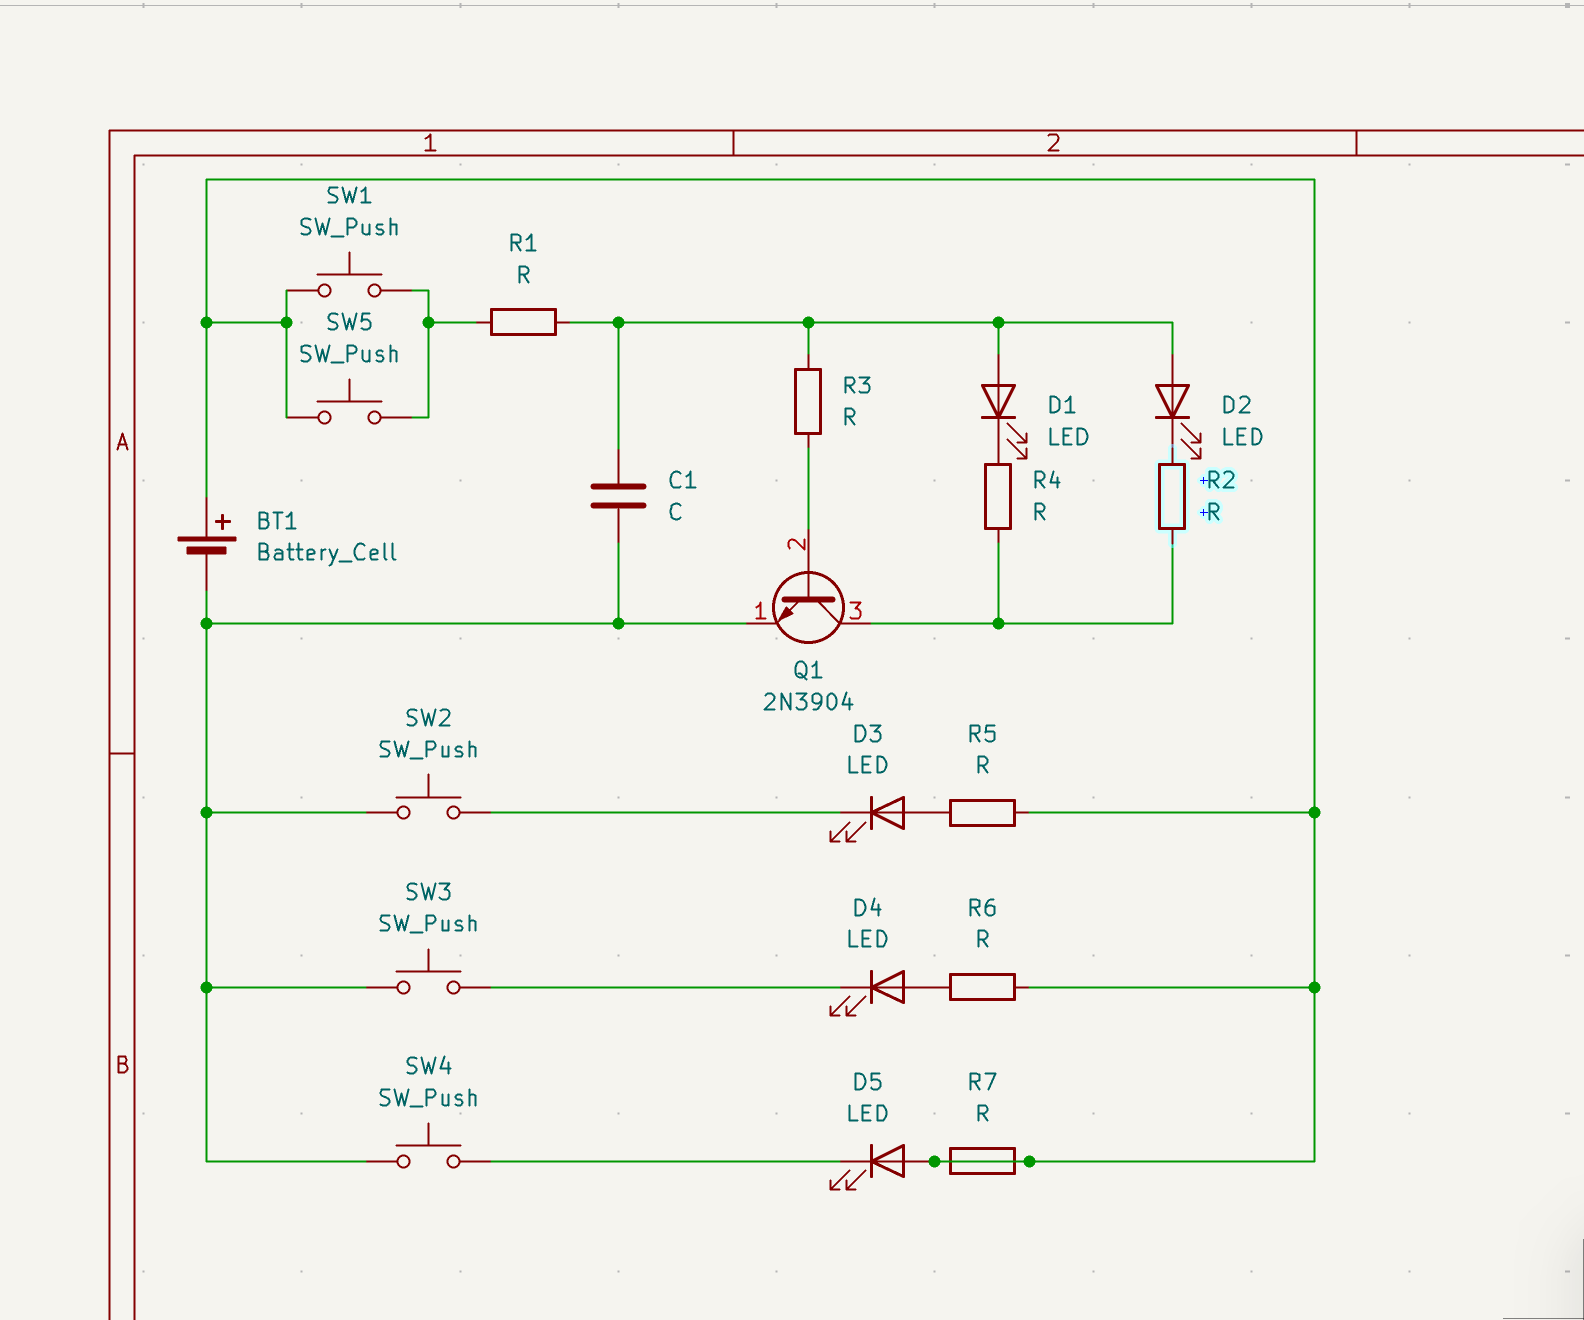 1
2
SW1
SW_Push
R1
R
SW5
SW_Push
R3
R
D1
LED
D2
LED
A
C1
C
R4
R
R2
R
+
BT1
Battery_Cell
2
1
3
Q1
2N3904
SW2
SW_Push
D3
LED
R5
R
SW3
SW_Push
D4
LED
R6
R
B
SW4
SW_Push
D5
LED
R7
R